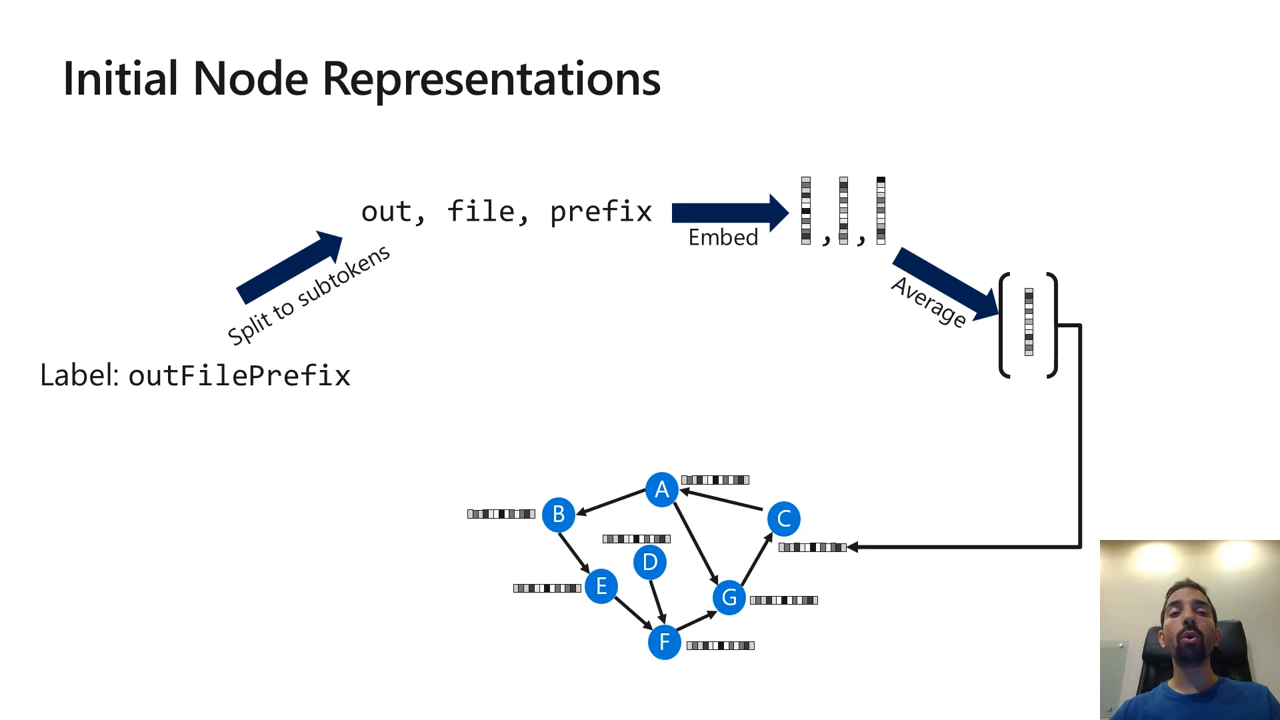 Initial Node Representations
out, file, prefix
Embed
, ,
Split to subtokens
Average
Label: outFilePrefix
A
B
C
D
E
G
F